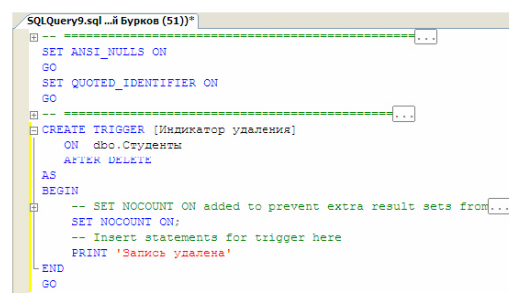 SQLQuery9.sql ...й Бурков (51))*
-- =============================================...
SET ANSI_NULLS ON
GO
SET QUOTED_IDENTIFIER ON
GO
-- =============================================...
CREATE TRIGGER [Индикатор удаления]
ON dbo.Студенты
AFTER DELETE
AS
BEGIN
-- SET NOCOUNT ON added to prevent extra result sets from...
SET NOCOUNT ON;
-- Insert statements for trigger here
PRINT 'Запись удалена'
END
GO